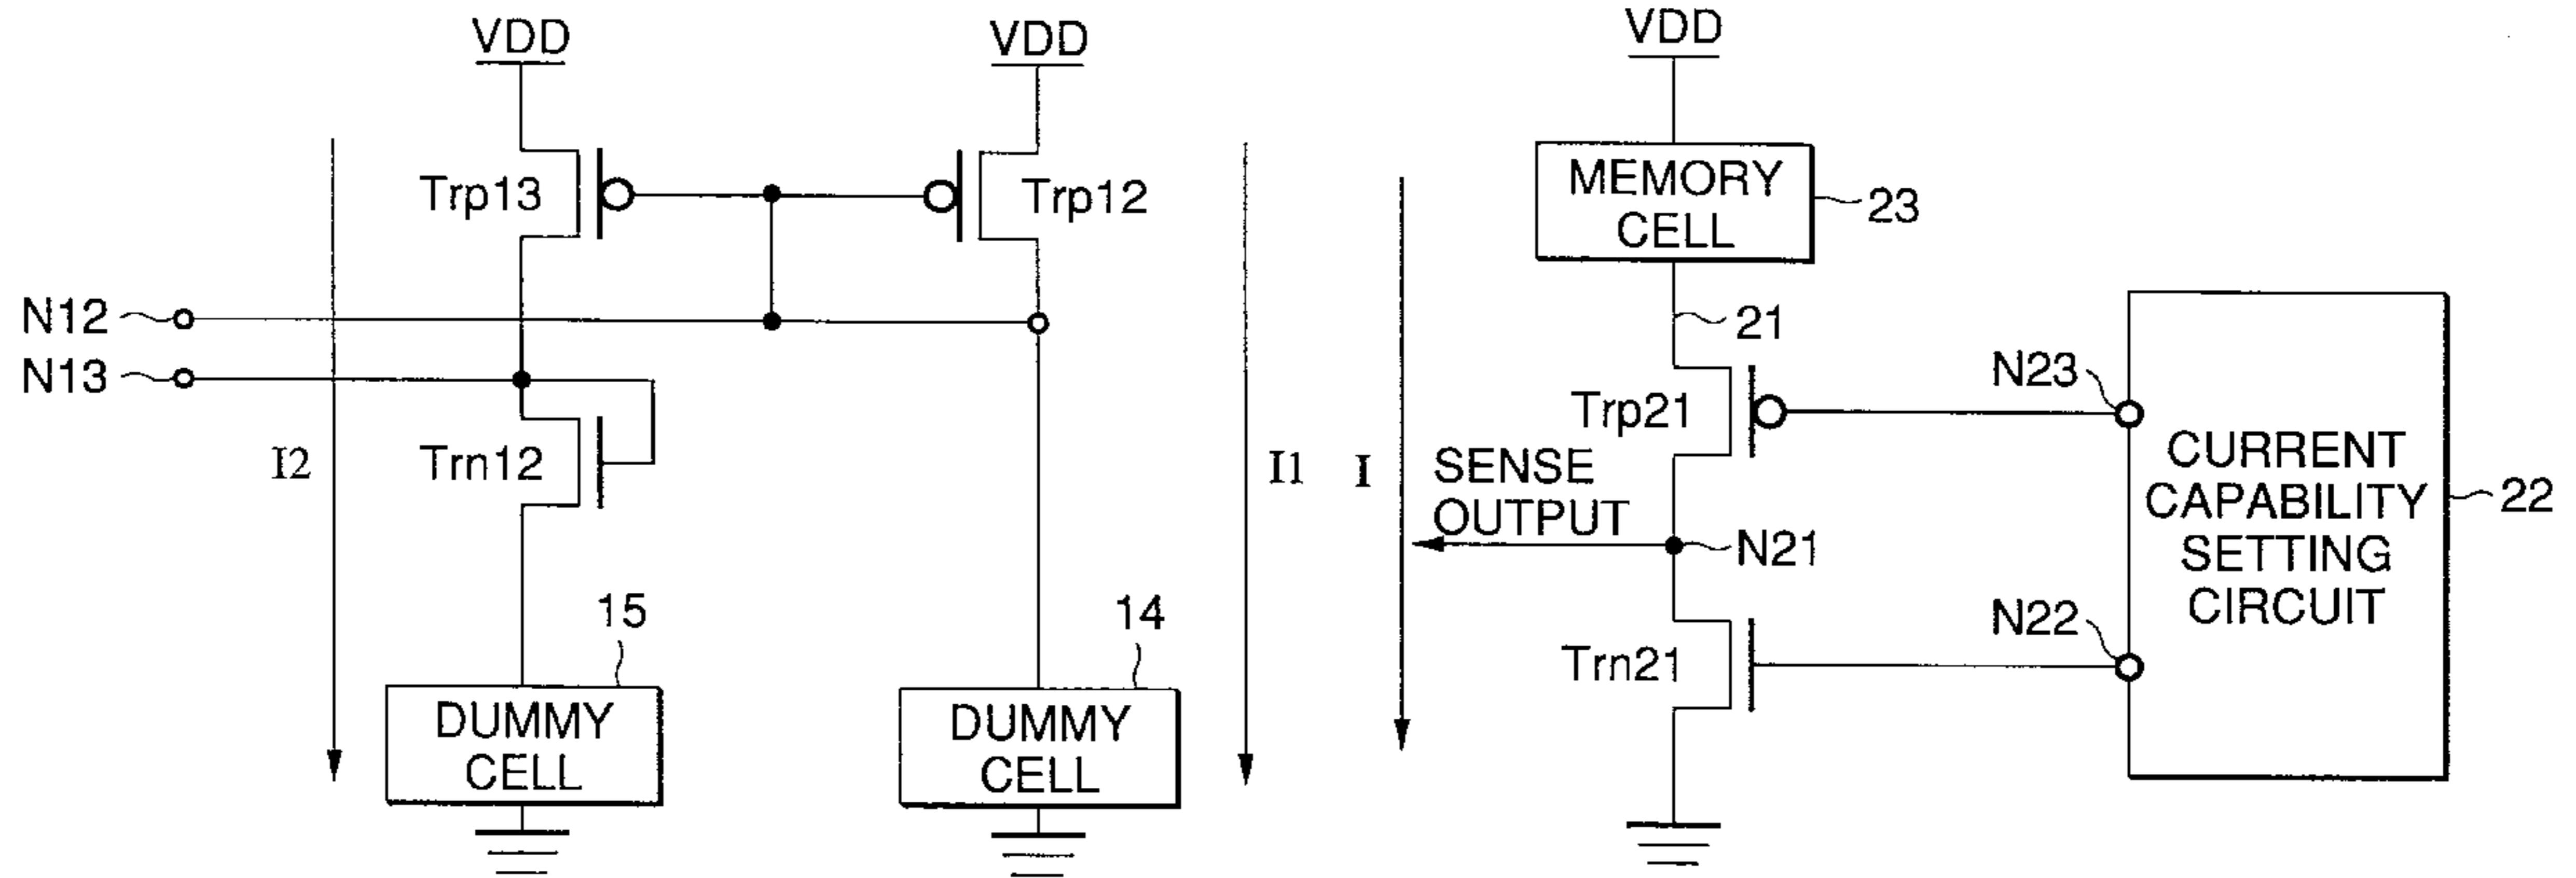 VDD
VDD
Trp13
Trp12
N12
N13
I2
Trn12
I1
15
14
DUMMY
CELL
DUMMY
CELL
VDD
MEMORY
CELL
23
21
Trp21
N23
I
SENSE
OUTPUT
N21
CURRENT
CAPABILITY
SETTING
CIRCUIT
22
N22
Trn21